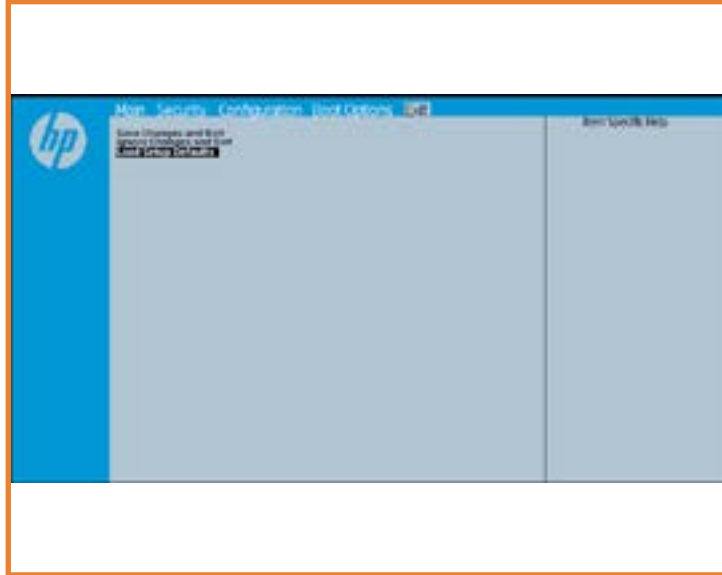 hp
Main Security Configuration Boot Options Exit
Item Specific Help
Save Changes and Exit
Ignore Changes and Exit
Load Setup Defaults